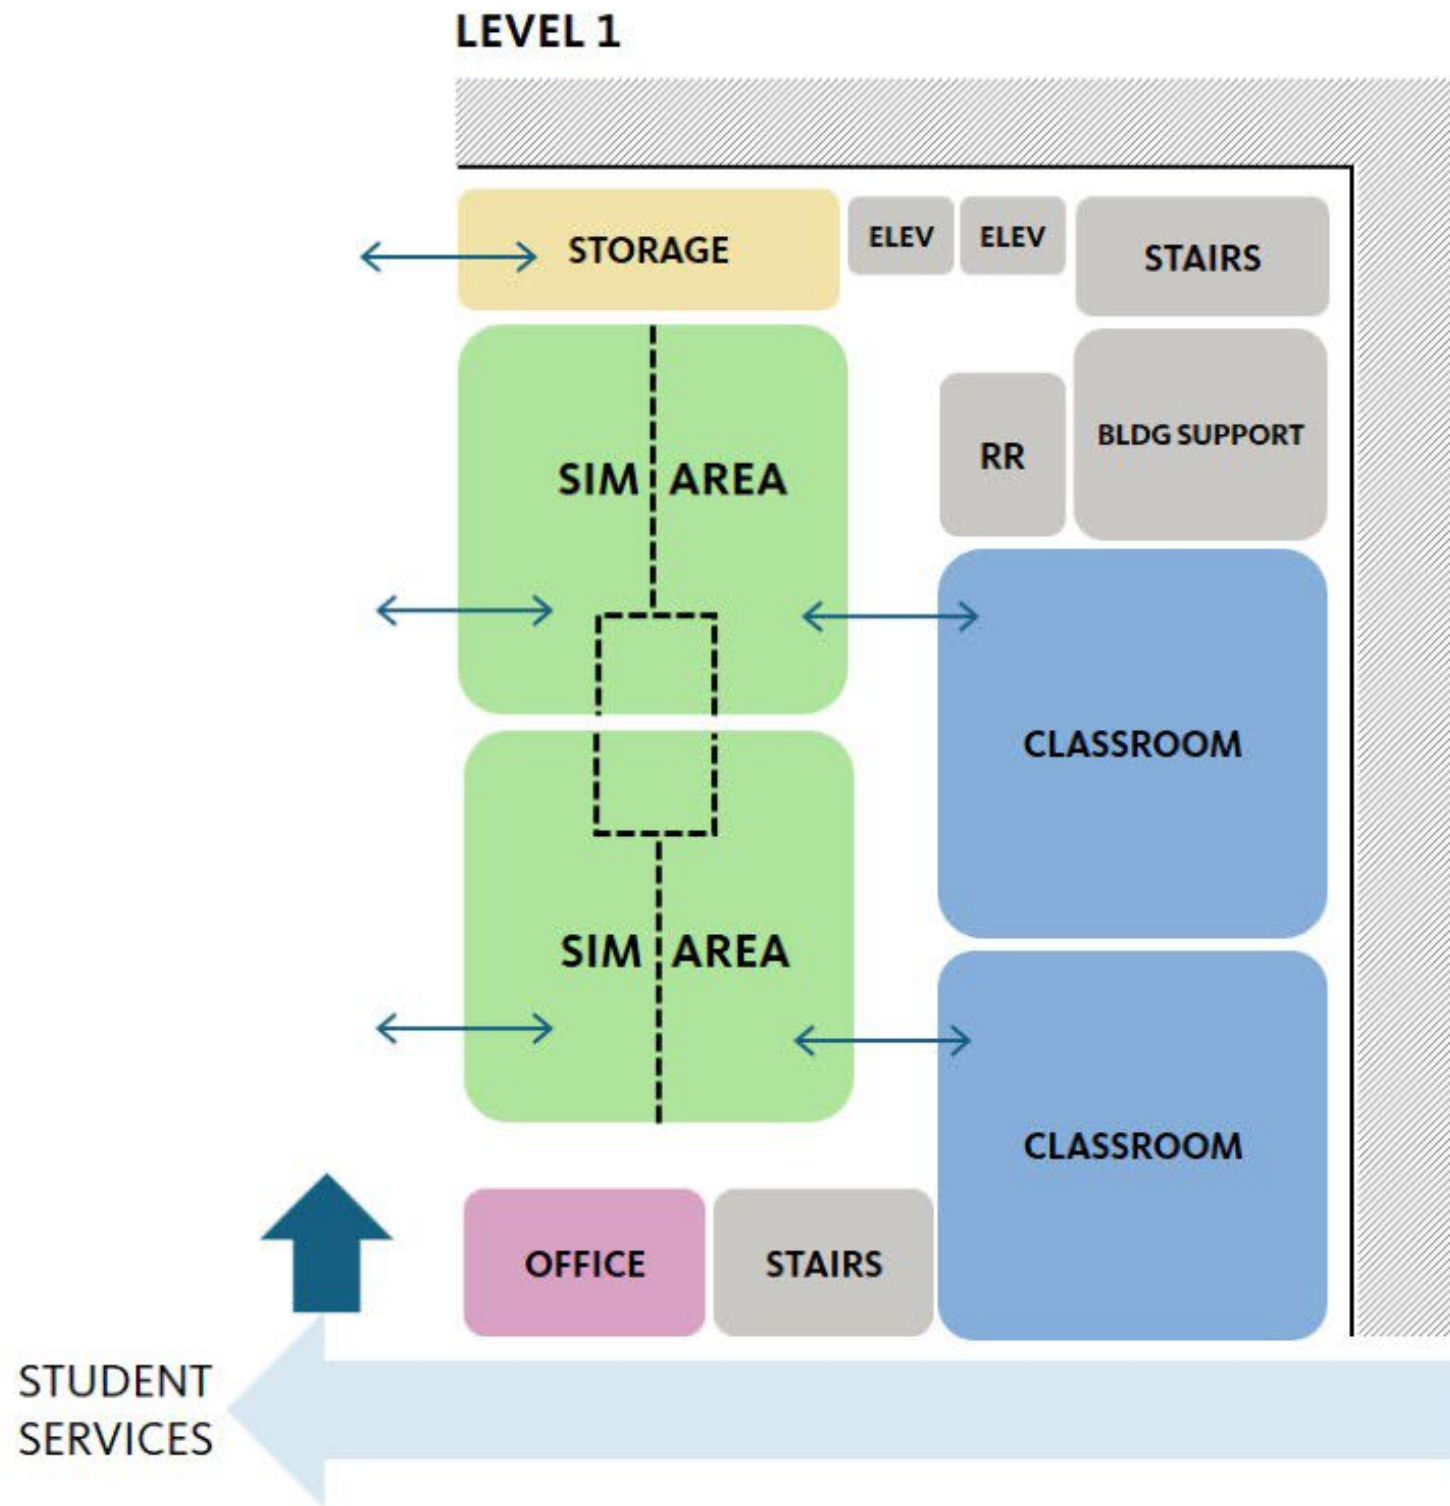 LEVEL 1
STORAGE
ELEV
ELEV
STAIRS
SIM AREA
RR
BLDG SUPPORT
CLASSROOM
SIM AREA
CLASSROOM
OFFICE
STAIRS
STUDENT
SERVICES